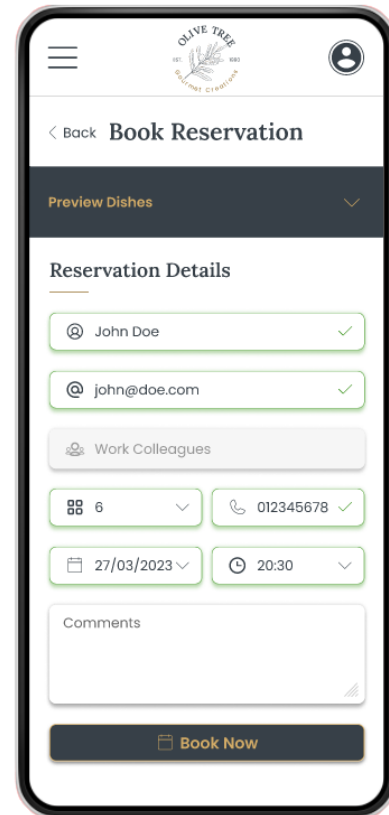 OLIVE TREE
EST. 1980
Gourmet Creations
Back Book Reservation
Preview Dishes
Reservation Details
John Doe
john@doe.com
Work Colleagues
6 012345678
27/03/2023 20:30
Comments
Book Now